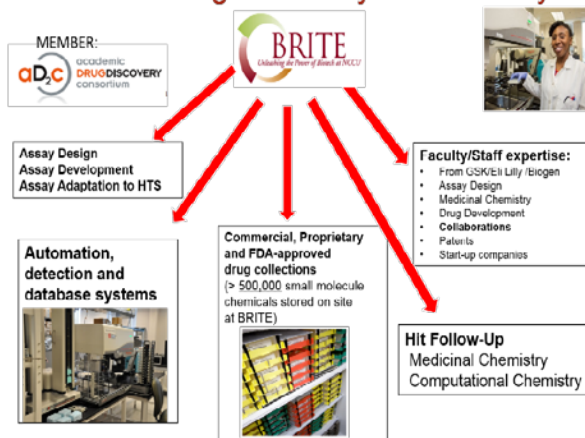 MEMBER:
aD2C academic
DRUGDISCOVERY
consortium
BRITE
Unleashing the Power of Biotech at NCCU
Assay Design
Assay Development
Assay Adaptation to HTS
Faculty/Staff expertise:
• From GSK/Eli Lilly /Biogen
• Assay Design
• Medicinal Chemistry
• Drug Development
• Collaborations
• Patents
• Start-up companies
Automation,
detection and
database systems
Commercial, Proprietary
and FDA-approved
drug collections
(> 500,000 small molecule
chemicals stored on site
at BRITE)
Hit Follow-Up
Medicinal Chemistry
Computational Chemistry